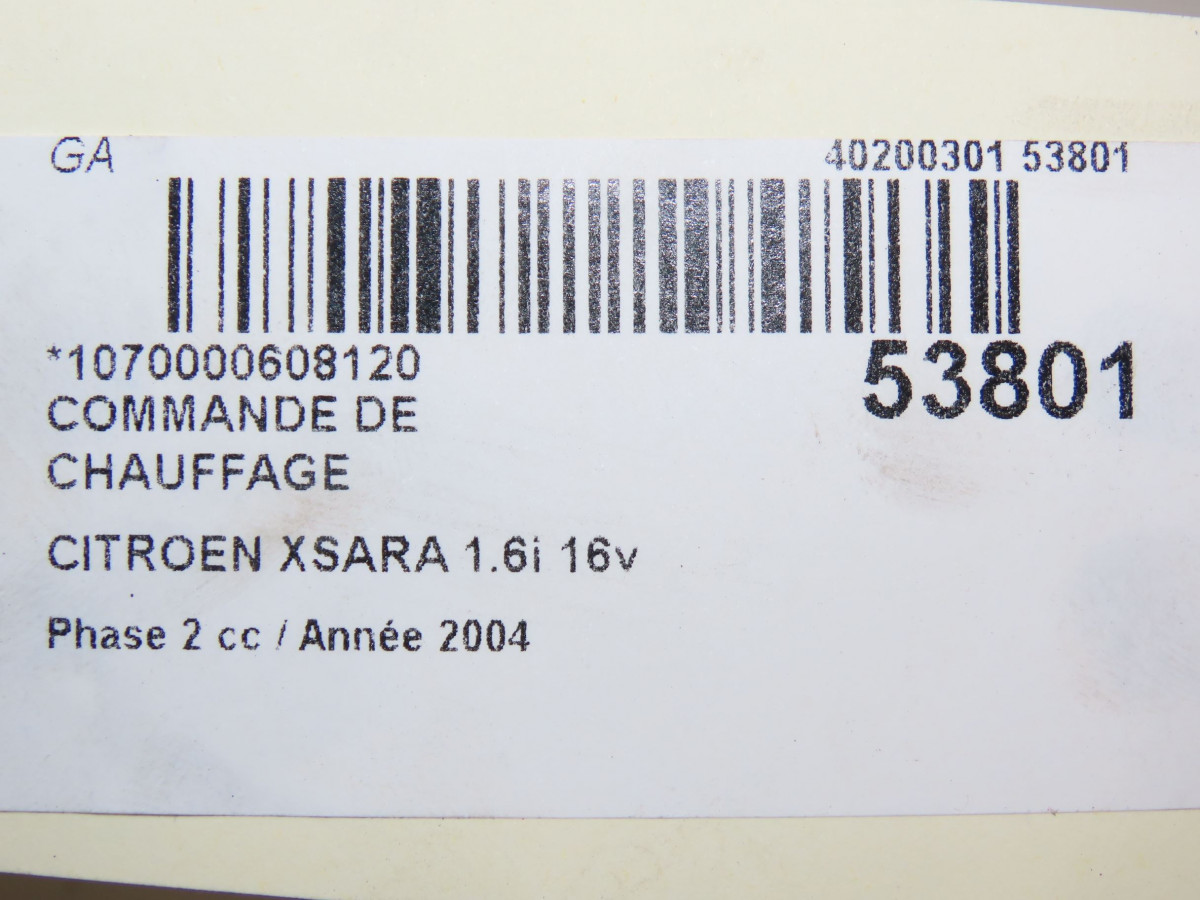 GA
40200301 53801
*1070000608120
53801
COMMANDE DE
CHAUFFAGE
CITROEN XSARA 1.6i 16v
Phase 2 cc / Année 2004